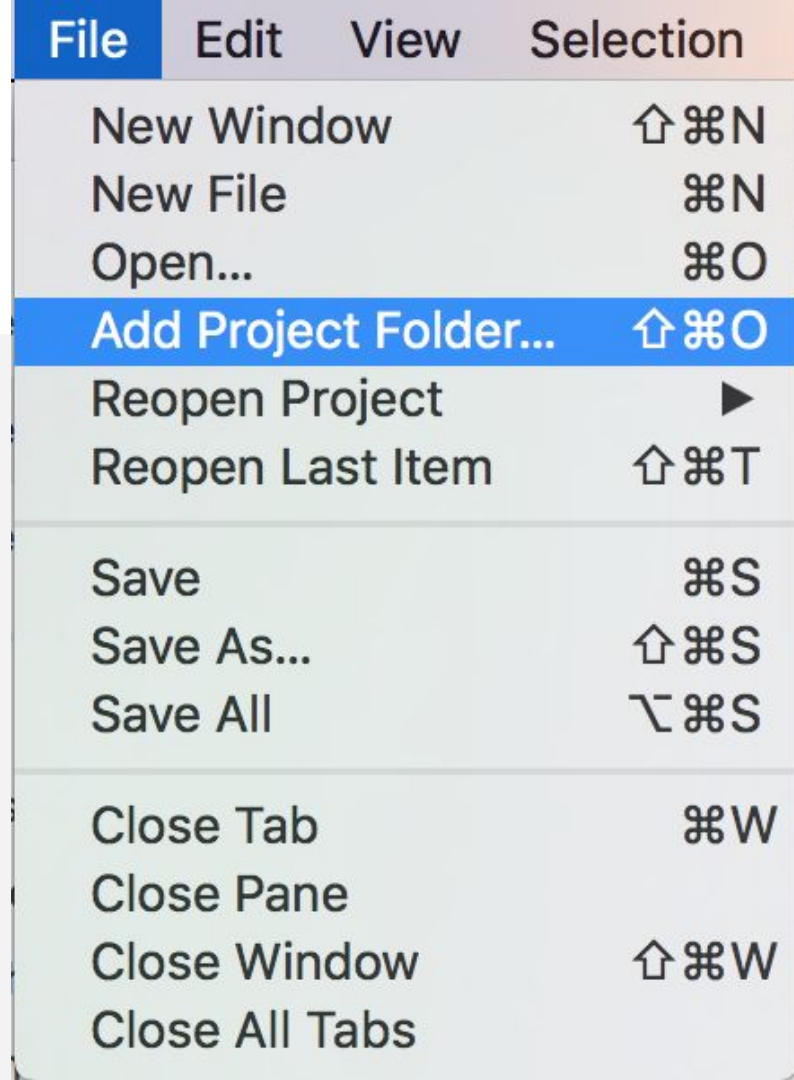 File Edit View Selection
New Window ⇧⌘N
New File ⌘N
Open... ⌘O
Add Project Folder... ⇧⌘O
Reopen Project ▶
Reopen Last Item ⇧⌘T
Save ⌘S
Save As... ⇧⌘S
Save All ⌥⌘S
Close Tab ⌘W
Close Pane
Close Window ⇧⌘W
Close All Tabs